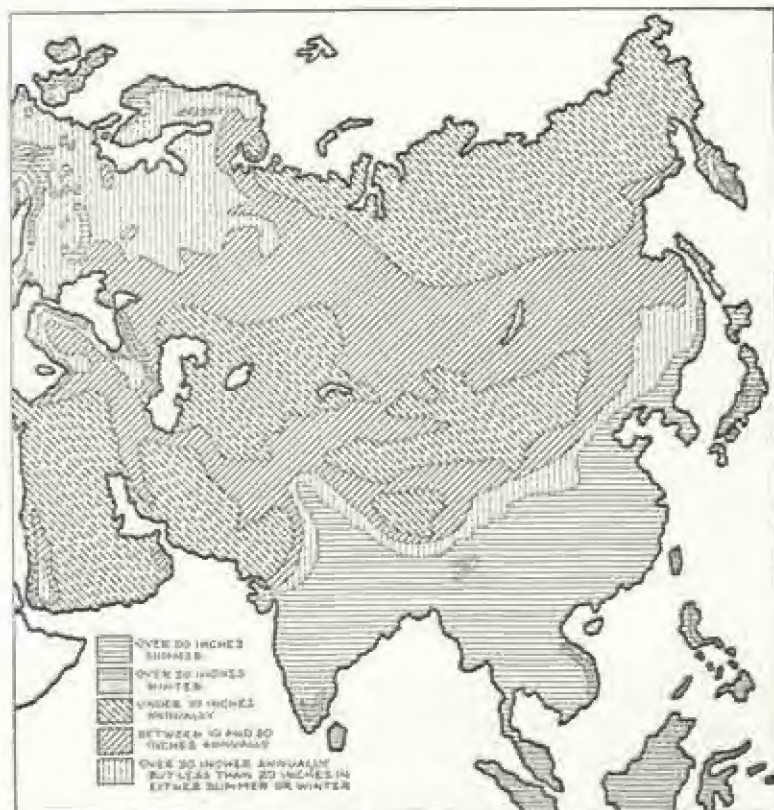 OVER 20 INCHES
SUMMER
OVER 20 INCHES
WINTER
UNDER 10 INCHES
ANNUALLY
BETWEEN 10 AND 20
INCHES ANNUALLY
OVER 20 INCHES ANNUALLY
BUT LESS THAN 20 INCHES IN
EITHER SUMMER OR WINTER